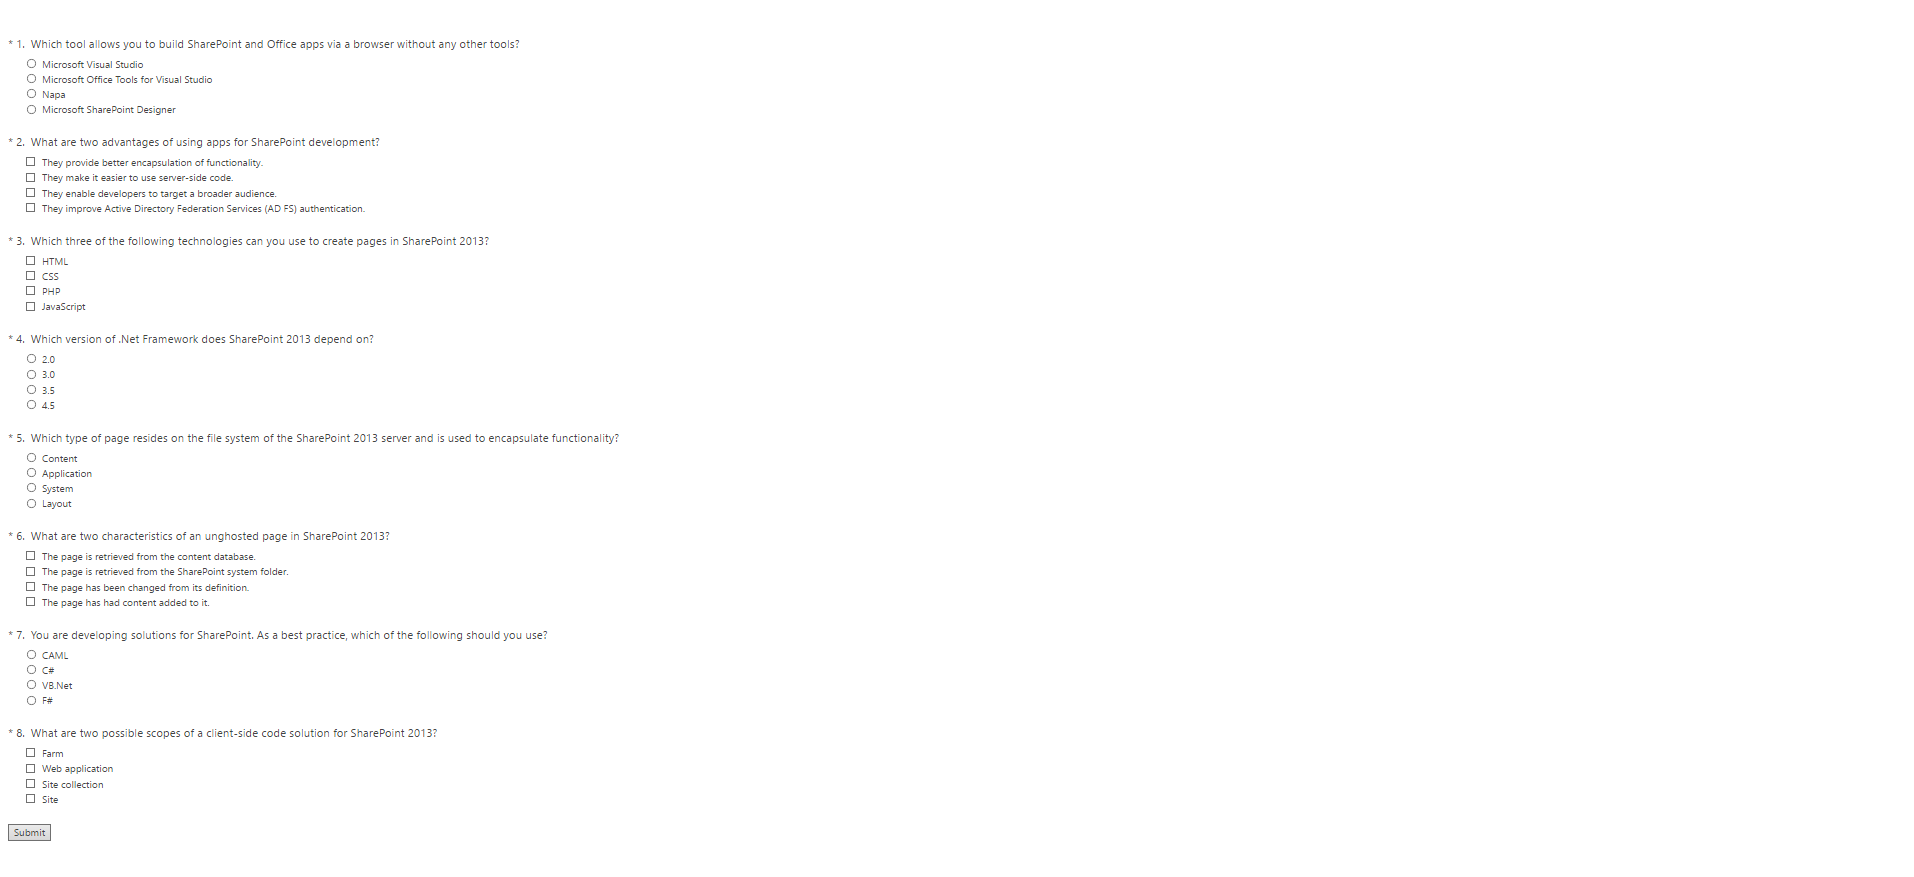 * 1. Which tool allows you to build SharePoint and Office apps via a browser without any other tools?
Microsoft Visual Studio
Microsoft Office Tools for Visual Studio
Napa
Microsoft SharePoint Designer
* 2. What are two advantages of using apps for SharePoint development?
They provide better encapsulation of functionality.
They make it easier to use server-side code.
They enable developers to target a broader audience.
They improve Active Directory Federation Services (AD FS) authentication.
* 3. Which three of the following technologies can you use to create pages in SharePoint 2013?
HTML
CSS
PHP
JavaScript
* 4. Which version of .Net Framework does SharePoint 2013 depend on?
2.0
3.0
3.5
4.5
* 5. Which type of page resides on the file system of the SharePoint 2013 server and is used to encapsulate functionality?
Content
Application
System
Layout
* 6. What are two characteristics of an unghosted page in SharePoint 2013?
The page is retrieved from the content database.
The page is retrieved from the SharePoint system folder.
The page has been changed from its definition.
The page has had content added to it.
* 7. You are developing solutions for SharePoint. As a best practice, which of the following should you use?
CAML
C#
VB.Net
F#
* 8. What are two possible scopes of a client-side code solution for SharePoint 2013?
Farm
Web application
Site collection
Site
Submit